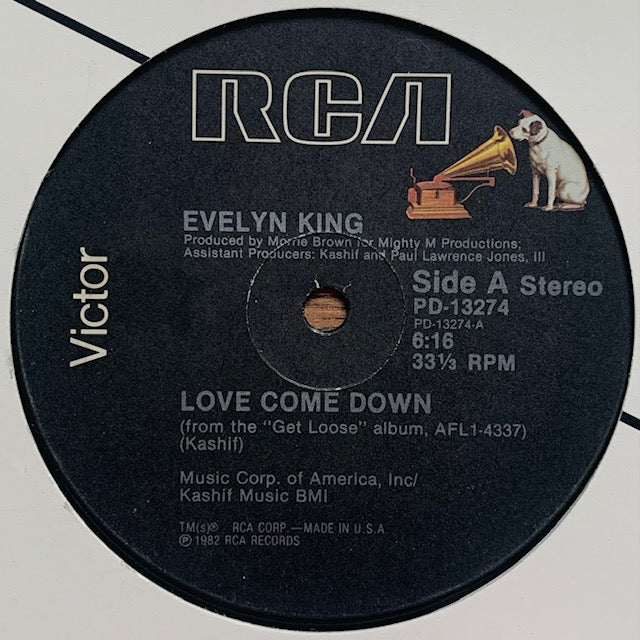 RCA
Victor
EVELYN KING
Produced by Morrie Brown for Mighty M Productions;
Assistant Producers: Kashif and Paul Lawrence Jones, III
Side A Stereo
PD-13274
PD-13274-A
6:16
33⅓ RPM
LOVE COME DOWN
(from the "Get Loose" album, AFL1-4337)
(Kashif)
Music Corp. of America, Inc/
Kashif Music BMI
TM(s)® RCA CORP.—MADE IN U.S.A.
℗ 1982 RCA RECORDS